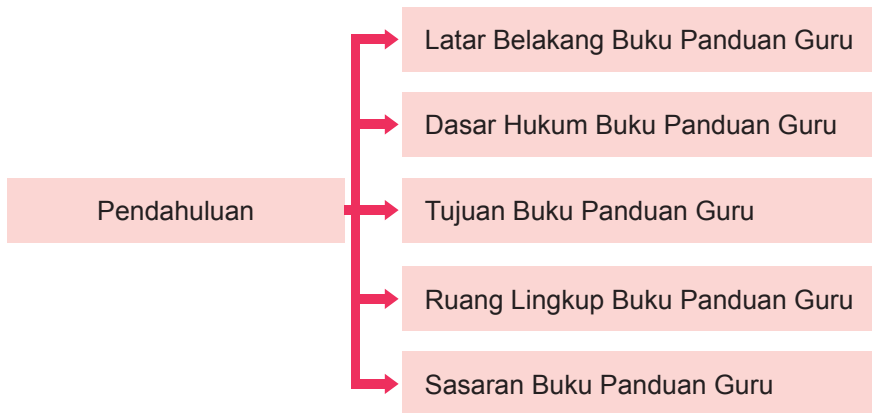 Pendahuluan
Latar Belakang Buku Panduan Guru
Dasar Hukum Buku Panduan Guru
Tujuan Buku Panduan Guru
Ruang Lingkup Buku Panduan Guru
Sasaran Buku Panduan Guru